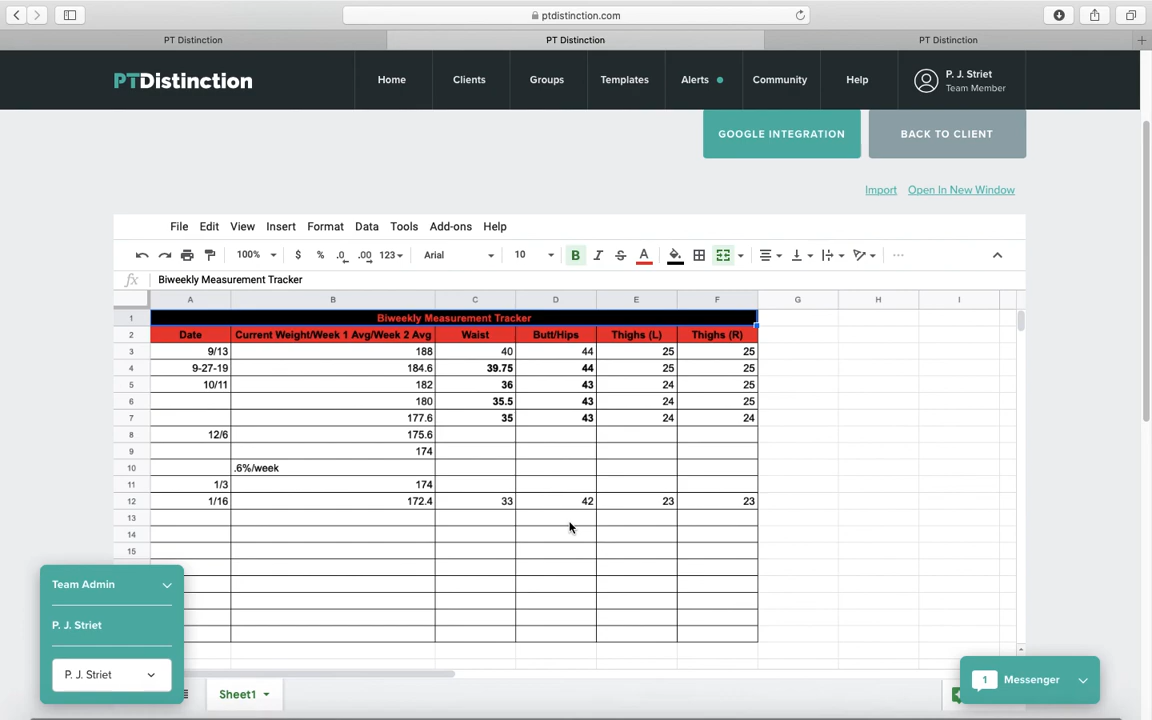 ptdistinction.com
PT Distinction PT Distinction PT Distinction
PTDistinction Home Clients Groups Templates Alerts Community Help P. J. Striet
Team Member
GOOGLE INTEGRATION BACK TO CLIENT
Import Open In New Window
File Edit View Insert Format Data Tools Add-ons Help
100% $ % .0 .00 123 Arial 10 B I S A
fx Biweekly Measurement Tracker
A B C D E F G H I
1 Biweekly Measurement Tracker
2 Date Current Weight/Week 1 Avg/Week 2 Avg Waist Butt/Hips Thighs (L) Thighs (R)
3 9/13 188 40 44 25 25
4 9-27-19 184.6 39.75 44 25 25
5 10/11 182 36 43 24 25
6 180 35.5 43 24 25
7 177.6 35 43 24 24
8 12/6 175.6
9 174
10 .6%/week
11 1/3 174
12 1/16 172.4 33 42 23 23
13
14
15
Team Admin
P. J. Striet
P. J. Striet
Sheet1
1 Messenger